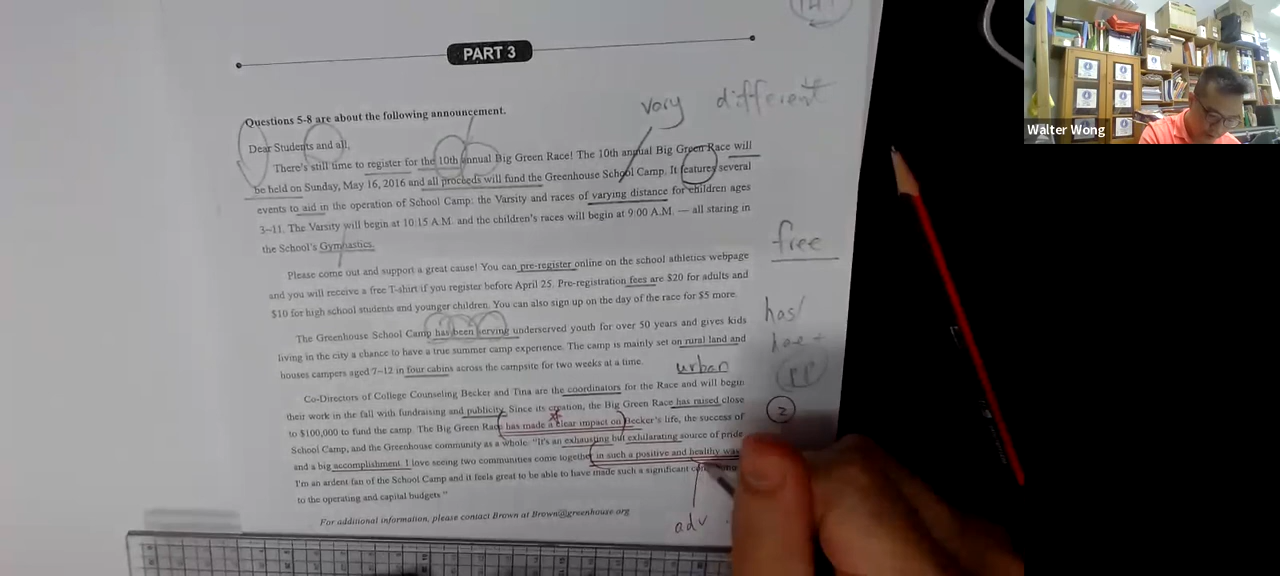 PART 3
Questions 5-8 are about the following announcement.
very different
Dear Students and all,
There's still time to register for the 10th annual Big Green Race! The 10th annual Big Green Race will
be held on Sunday, May 16, 2016 and all proceeds will fund the Greenhouse School Camp. It features several
events to aid in the operation of School Camp: the Varsity and races of varying distance for children ages
3~11. The Varsity will begin at 10:15 A.M. and the children's races will begin at 9:00 A.M. — all staring in
the School's Gymnastics.
free
Please come out and support a great cause! You can pre-register online on the school athletics webpage
and you will receive a free T-shirt if you register before April 25. Pre-registration fees are $20 for adults and
$10 for high school students and younger children. You can also sign up on the day of the race for $5 more.
has/
The Greenhouse School Camp has been serving underserved youth for over 50 years and gives kids
living in the city a chance to have a true summer camp experience. The camp is mainly set on rural land and
houses campers aged 7~12 in four cabins across the campsite for two weeks at a time.
urban
PP
Co-Directors of College Counseling Becker and Tina are the coordinators for the Race and will begin
their work in the fall with fundraising and publicity. Since its creation, the Big Green Race has raised close
2
to $100,000 to fund the camp. The Big Green Race has made a clear impact on Becker's life, the success of
School Camp, and the Greenhouse community as a whole. "It's an exhausting but exhilarating source of pride
and a big accomplishment. I love seeing two communities come together in such a positive and healthy way.
I'm an ardent fan of the School Camp and it feels great to be able to have made such a significant
to the operating and capital budgets."
For additional information, please contact Brown at Brown@greenhouse.org
adv
Walter Wong